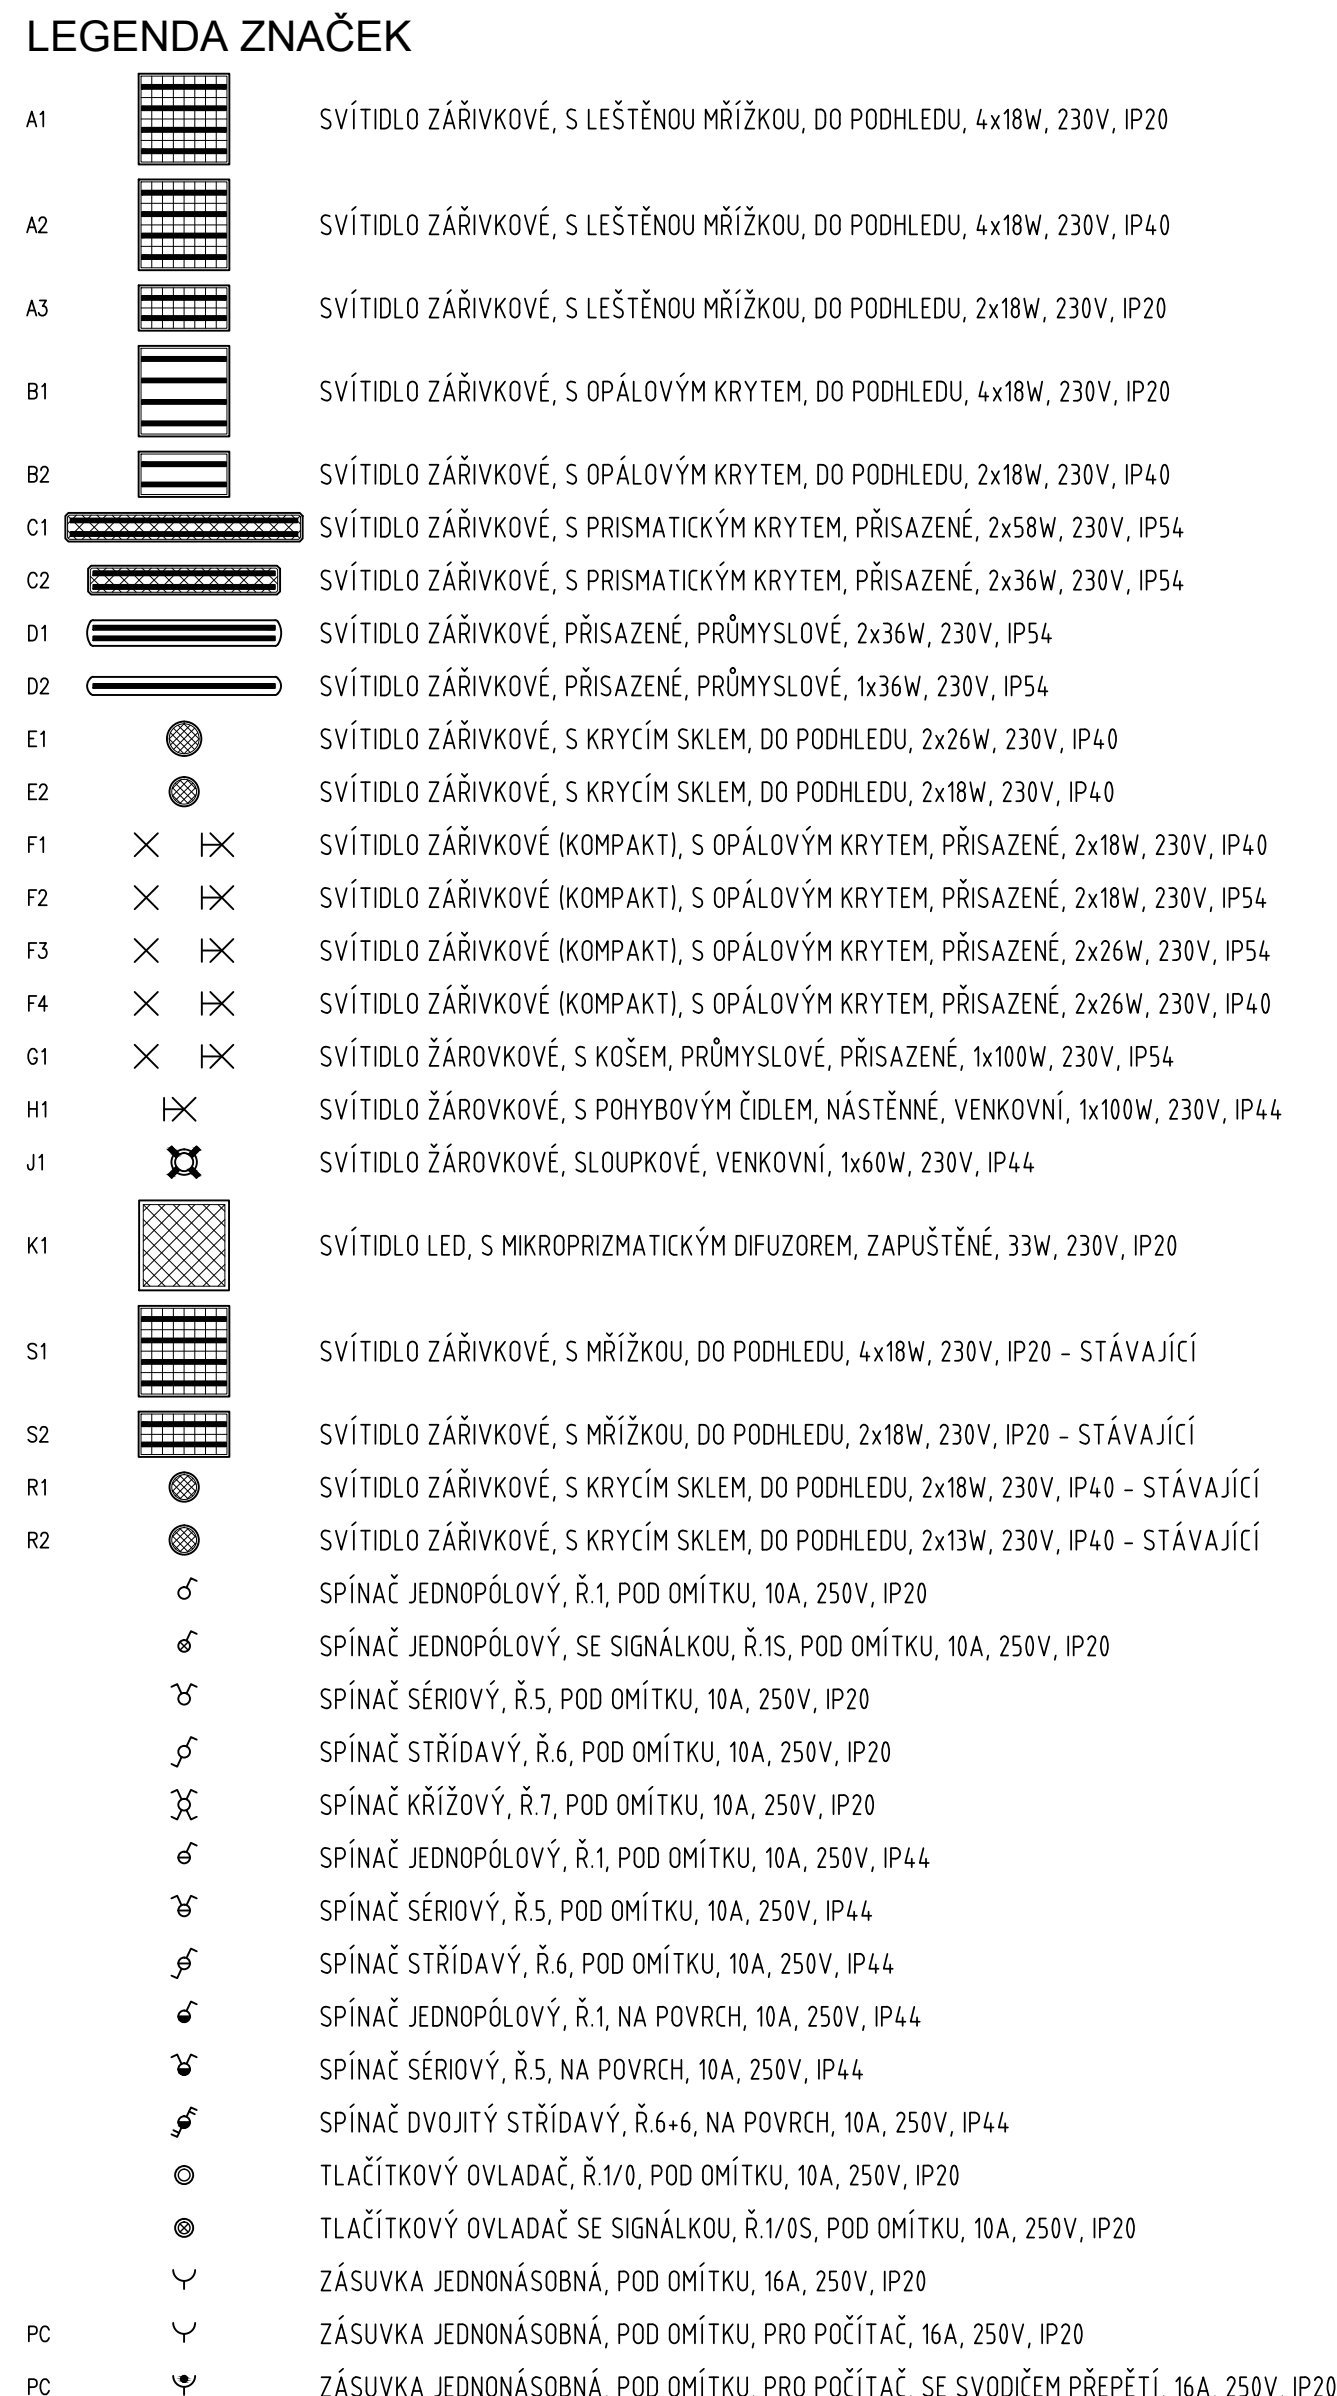 LEGENDA ZNAČEK
A1 SVÍTIDLO ZÁŘIVKOVÉ, S LEŠTĚNOU MŘÍŽKOU, DO PODHLEDU, 4x18W, 230V, IP20
A2 SVÍTIDLO ZÁŘIVKOVÉ, S LEŠTĚNOU MŘÍŽKOU, DO PODHLEDU, 4x18W, 230V, IP40
A3 SVÍTIDLO ZÁŘIVKOVÉ, S LEŠTĚNOU MŘÍŽKOU, DO PODHLEDU, 2x18W, 230V, IP20
B1 SVÍTIDLO ZÁŘIVKOVÉ, S OPÁLOVÝM KRYTEM, DO PODHLEDU, 4x18W, 230V, IP20
B2 SVÍTIDLO ZÁŘIVKOVÉ, S OPÁLOVÝM KRYTEM, DO PODHLEDU, 2x18W, 230V, IP40
C1 SVÍTIDLO ZÁŘIVKOVÉ, S PRISMATICKÝM KRYTEM, PŘISAZENÉ, 2x58W, 230V, IP54
C2 SVÍTIDLO ZÁŘIVKOVÉ, S PRISMATICKÝM KRYTEM, PŘISAZENÉ, 2x36W, 230V, IP54
D1 SVÍTIDLO ZÁŘIVKOVÉ, PŘISAZENÉ, PRŮMYSLOVÉ, 2x36W, 230V, IP54
D2 SVÍTIDLO ZÁŘIVKOVÉ, PŘISAZENÉ, PRŮMYSLOVÉ, 1x36W, 230V, IP54
E1 SVÍTIDLO ZÁŘIVKOVÉ, S KRYCÍM SKLEM, DO PODHLEDU, 2x26W, 230V, IP40
E2 SVÍTIDLO ZÁŘIVKOVÉ, S KRYCÍM SKLEM, DO PODHLEDU, 2x18W, 230V, IP40
F1 SVÍTIDLO ZÁŘIVKOVÉ (KOMPAKT), S OPÁLOVÝM KRYTEM, PŘISAZENÉ, 2x18W, 230V, IP40
F2 SVÍTIDLO ZÁŘIVKOVÉ (KOMPAKT), S OPÁLOVÝM KRYTEM, PŘISAZENÉ, 2x18W, 230V, IP54
F3 SVÍTIDLO ZÁŘIVKOVÉ (KOMPAKT), S OPÁLOVÝM KRYTEM, PŘISAZENÉ, 2x26W, 230V, IP54
F4 SVÍTIDLO ZÁŘIVKOVÉ (KOMPAKT), S OPÁLOVÝM KRYTEM, PŘISAZENÉ, 2x26W, 230V, IP40
G1 SVÍTIDLO ŽÁROVKOVÉ, S KOŠEM, PRŮMYSLOVÉ, PŘISAZENÉ, 1x100W, 230V, IP54
H1 SVÍTIDLO ŽÁROVKOVÉ, S POHYBOVÝM ČIDLEM, NÁSTĚNNÉ, VENKOVNÍ, 1x100W, 230V, IP44
J1 SVÍTIDLO ŽÁROVKOVÉ, SLOUPKOVÉ, VENKOVNÍ, 1x60W, 230V, IP44
K1 SVÍTIDLO LED, S MIKROPRIZMATICKÝM DIFUZOREM, ZAPUŠTĚNÉ, 33W, 230V, IP20
S1 SVÍTIDLO ZÁŘIVKOVÉ, S MŘÍŽKOU, DO PODHLEDU, 4x18W, 230V, IP20 - STÁVAJÍCÍ
S2 SVÍTIDLO ZÁŘIVKOVÉ, S MŘÍŽKOU, DO PODHLEDU, 2x18W, 230V, IP20 - STÁVAJÍCÍ
R1 SVÍTIDLO ZÁŘIVKOVÉ, S KRYCÍM SKLEM, DO PODHLEDU, 2x18W, 230V, IP40 - STÁVAJÍCÍ
R2 SVÍTIDLO ZÁŘIVKOVÉ, S KRYCÍM SKLEM, DO PODHLEDU, 2x13W, 230V, IP40 - STÁVAJÍCÍ
SPÍNAČ JEDNOPÓLOVÝ, Ř.1, POD OMÍTKU, 10A, 250V, IP20
SPÍNAČ JEDNOPÓLOVÝ, SE SIGNÁLKOU, Ř.1S, POD OMÍTKU, 10A, 250V, IP20
SPÍNAČ SÉRIOVÝ, Ř.5, POD OMÍTKU, 10A, 250V, IP20
SPÍNAČ STŘÍDAVÝ, Ř.6, POD OMÍTKU, 10A, 250V, IP20
SPÍNAČ KŘÍŽOVÝ, Ř.7, POD OMÍTKU, 10A, 250V, IP20
SPÍNAČ JEDNOPÓLOVÝ, Ř.1, POD OMÍTKU, 10A, 250V, IP44
SPÍNAČ SÉRIOVÝ, Ř.5, POD OMÍTKU, 10A, 250V, IP44
SPÍNAČ STŘÍDAVÝ, Ř.6, POD OMÍTKU, 10A, 250V, IP44
SPÍNAČ JEDNOPÓLOVÝ, Ř.1, NA POVRCH, 10A, 250V, IP44
SPÍNAČ SÉRIOVÝ, Ř.5, NA POVRCH, 10A, 250V, IP44
SPÍNAČ DVOJITÝ STŘÍDAVÝ, Ř.6+6, NA POVRCH, 10A, 250V, IP44
TLAČÍTKOVÝ OVLADAČ, Ř.1/0, POD OMÍTKU, 10A, 250V, IP20
TLAČÍTKOVÝ OVLADAČ SE SIGNÁLKOU, Ř.1/0S, POD OMÍTKU, 10A, 250V, IP20
ZÁSUVKA JEDNONÁSOBNÁ, POD OMÍTKU, 16A, 250V, IP20
PC ZÁSUVKA JEDNONÁSOBNÁ, POD OMÍTKU, PRO POČÍTAČ, 16A, 250V, IP20
PC ZÁSUVKA JEDNONÁSOBNÁ, POD OMÍTKU, PRO POČÍTAČ, SE SVODIČEM PŘEPĚTÍ, 16A, 250V, IP20